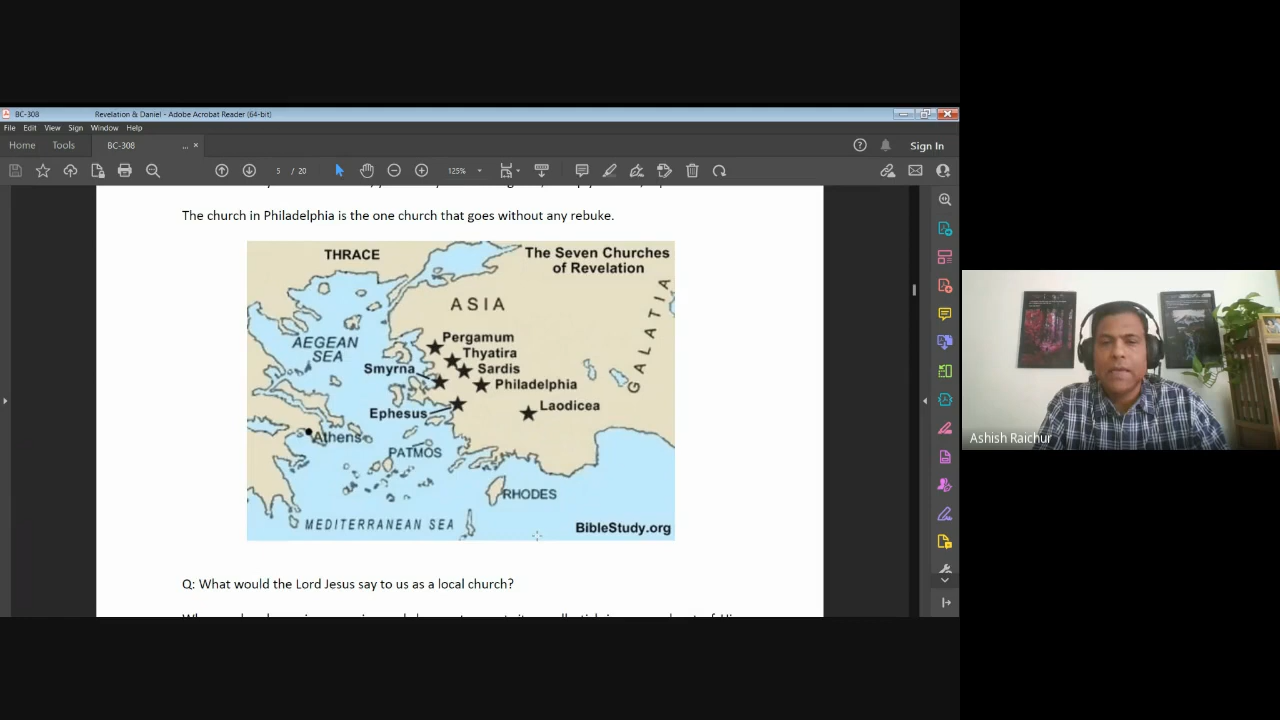 BC-308 Revelation & Daniel - Adobe Acrobat Reader (64-bit)
File Edit View Sign Window Help
Home Tools BC-308 ... × Sign In
5 / 20 125%
The church in Philadelphia is the one church that goes without any rebuke.
THRACE
The Seven Churches
of Revelation
ASIA
GALATIA
AEGEAN
SEA
Pergamum
Thyatira
Smyrna
Sardis
Philadelphia
Ephesus
Laodicea
Athens
PATMOS
RHODES
MEDITERRANEAN SEA
BibleStudy.org
Q: What would the Lord Jesus say to us as a local church?
Ashish Raichur